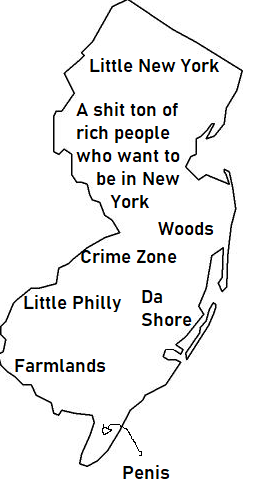 Little New York
A shit ton of
rich people
who want to
be in New
York
Woods
Crime Zone
Little Philly
Da
Shore
Farmlands
Penis